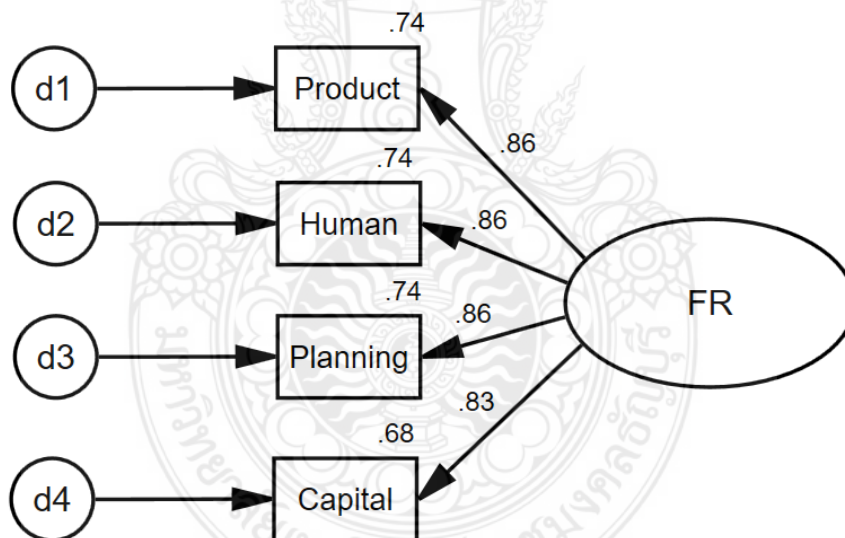 .74
d1
Product
.86
.74
d2
Human
.86
.74
FR
d3
Planning
.86
.83
.68
d4
Capital